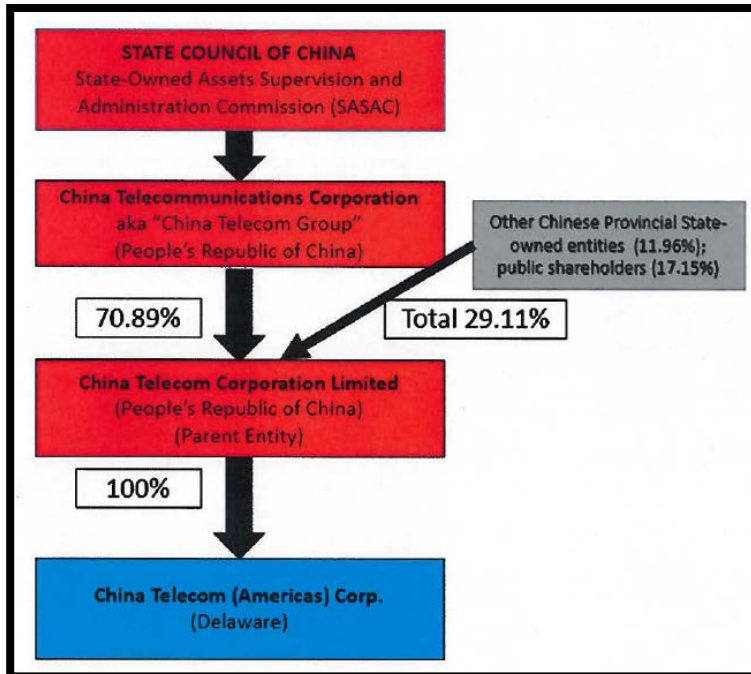 STATE COUNCIL OF CHINA
State-Owned Assets Supervision and
Administration Commission (SASAC)
China Telecommunications Corporation
aka “China Telecom Group”
(People’s Republic of China)
Other Chinese Provincial State-
owned entities (11.96%);
public shareholders (17.15%)
70.89%
Total 29.11%
China Telecom Corporation Limited
(People’s Republic of China)
(Parent Entity)
100%
China Telecom (Americas) Corp.
(Delaware)